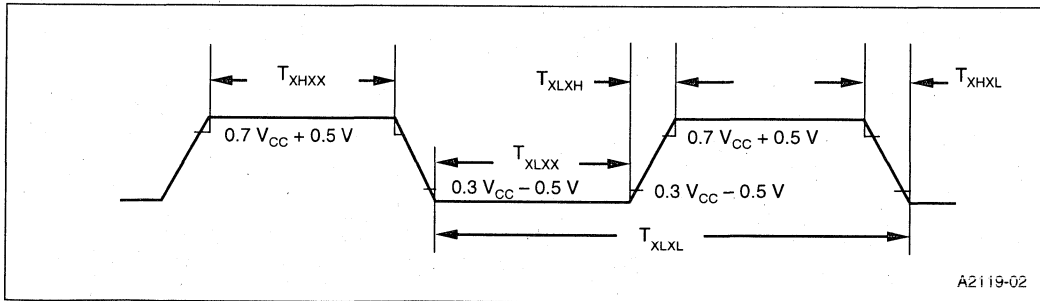 T_XHXX
T_XLXH
T_XHXL
0.7 V_CC + 0.5 V
T_XLXX
0.7 V_CC + 0.5 V
0.3 V_CC – 0.5 V
0.3 V_CC – 0.5 V
T_XLXL
A2119-02